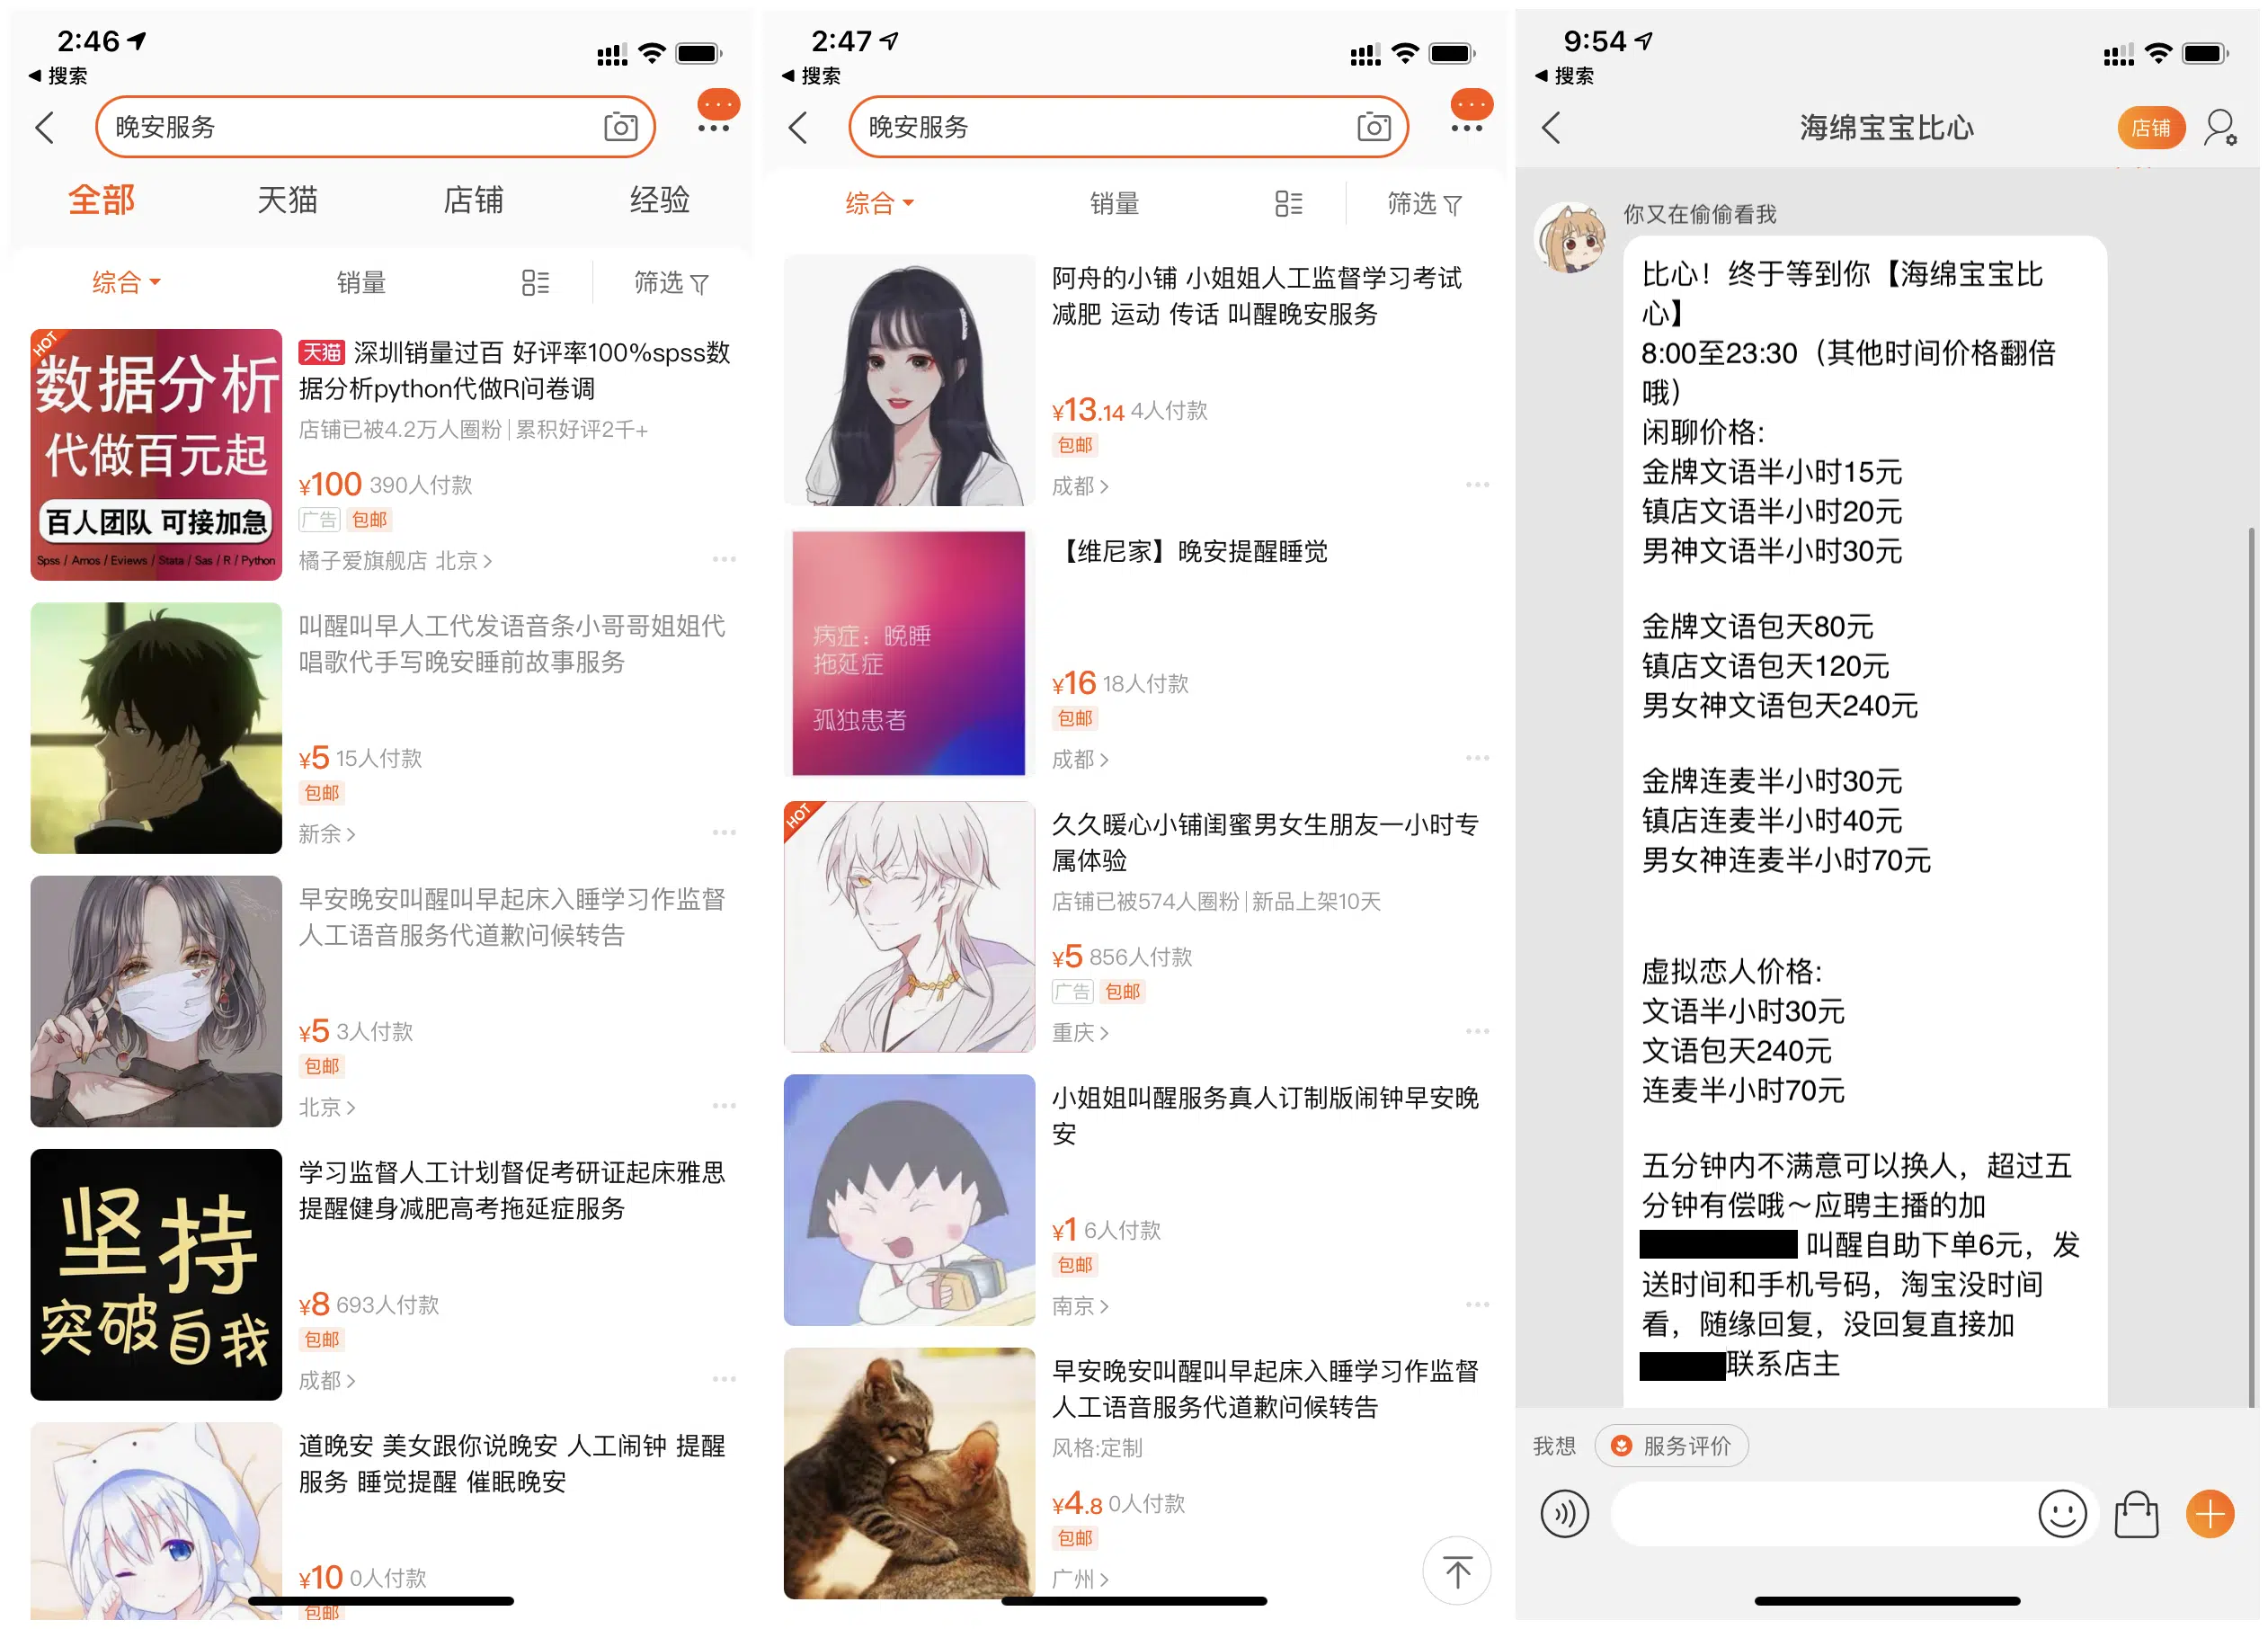 2:46
搜索
晚安服务
全部
天猫
店铺
经验
综合
销量
筛选
HOT
数据分析
代做百元起
百人团队 可接加急
Spss / Amos / Eviews / Stata / Sas / R / Python
天猫 深圳销量过百 好评率100%spss数
据分析python代做R问卷调
店铺已被4.2万人圈粉|累积好评2千+
¥100 390人付款
广告 包邮
橘子爱旗舰店 北京
叫醒叫早人工代发语音条小哥哥姐姐代
唱歌代手写晚安睡前故事服务
¥5 15人付款
包邮
新余
早安晚安叫醒叫早起床入睡学习作监督
人工语音服务代道歉问候转告
¥5 3人付款
包邮
北京
坚持
突破自我
学习监督人工计划督促考研证起床雅思
提醒健身减肥高考拖延症服务
¥8 693人付款
包邮
成都
道晚安 美女跟你说晚安 人工闹钟 提醒
服务 睡觉提醒 催眠晚安
¥10 0人付款
包邮
2:47
搜索
晚安服务
综合
销量
筛选
阿舟的小铺 小姐姐人工监督学习考试
减肥 运动 传话 叫醒晚安服务
¥13.14 4人付款
包邮
成都
病症：晚睡
拖延症
孤独患者
【维尼家】晚安提醒睡觉
¥16 18人付款
包邮
成都
HOT
久久暖心小铺闺蜜男女生朋友一小时专
属体验
店铺已被574人圈粉|新品上架10天
¥5 856人付款
广告 包邮
重庆
小姐姐叫醒服务真人订制版闹钟早安晚
安
¥1 6人付款
包邮
南京
早安晚安叫醒叫早起床入睡学习作监督
人工语音服务代道歉问候转告
风格:定制
¥4.8 0人付款
包邮
广州
9:54
搜索
海绵宝宝比心
店铺
你又在偷偷看我
比心！终于等到你【海绵宝宝比
心】
8:00至23:30（其他时间价格翻倍
哦）
闲聊价格:
金牌文语半小时15元
镇店文语半小时20元
男神文语半小时30元
金牌文语包天80元
镇店文语包天120元
男女神文语包天240元
金牌连麦半小时30元
镇店连麦半小时40元
男女神连麦半小时70元
虚拟恋人价格:
文语半小时30元
文语包天240元
连麦半小时70元
五分钟内不满意可以换人，超过五
分钟有偿哦～应聘主播的加
叫醒自助下单6元，发
送时间和手机号码，淘宝没时间
看，随缘回复，没回复直接加
联系店主
我想
服务评价